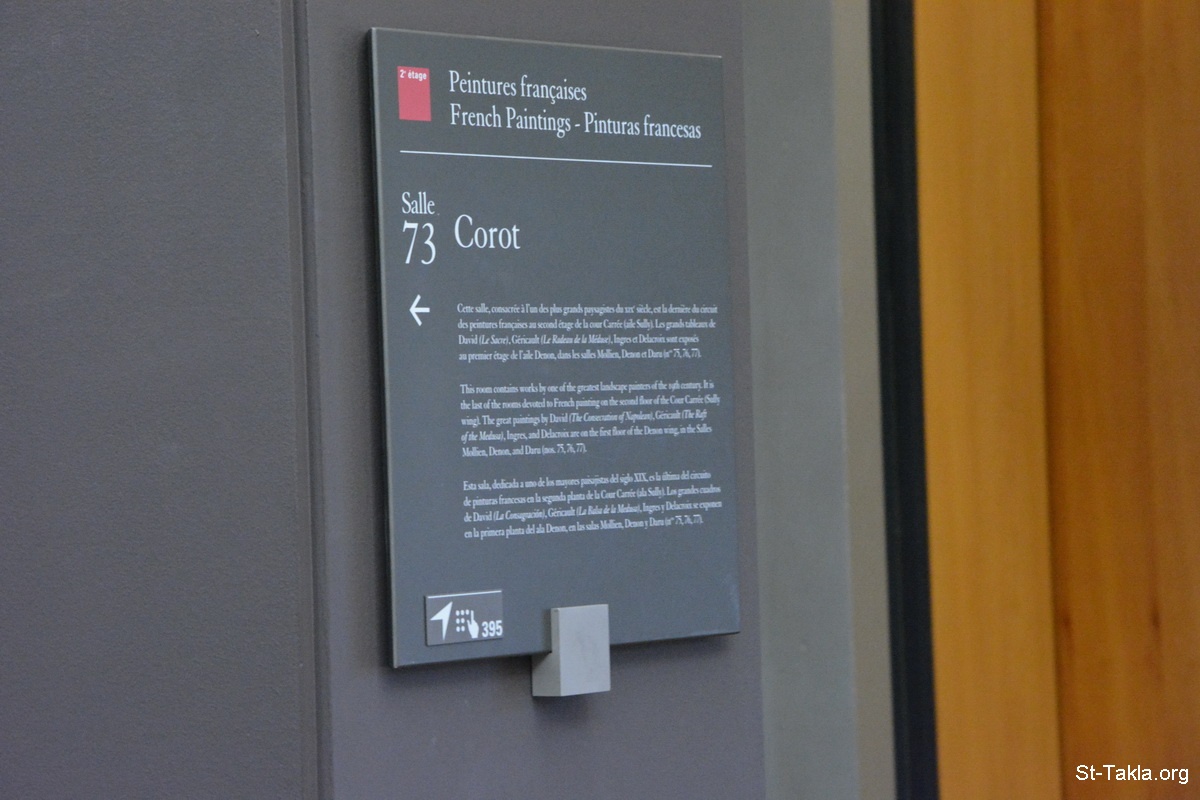 2e étage
Peintures françaises
French Paintings - Pinturas francesas
Salle
73
Corot
Cette salle, consacrée à l'un des plus grands paysagistes du XIXe siècle, est la dernière du circuit
des peintures françaises au second étage de la cour Carrée (aile Sully). Les grands tableaux de
David (Le Sacre), Géricault (Le Radeau de la Méduse), Ingres et Delacroix sont exposés
au premier étage de l'aile Denon, dans les salles Mollien, Denon et Daru (nos 75, 76, 77).
This room contains works by one of the greatest landscape painters of the 19th century. It is
the last of the rooms devoted to French painting on the second floor of the Cour Carrée (Sully
wing). The great paintings by David (The Consecration of Napoleon), Géricault (The Raft
of the Medusa), Ingres, and Delacroix are on the first floor of the Denon wing, in the Salles
Mollien, Denon, and Daru (nos. 75, 76, 77).
Esta sala, dedicada a uno de los mayores paisajistas del siglo XIX, es la última del circuito
de pinturas francesas en la segunda planta de la Cour Carrée (ala Sully). Los grandes cuadros
de David (La Consagración), Géricault (La Balsa de la Medusa), Ingres y Delacroix se exponen
en la primera planta del ala Denon, en las salas Mollien, Denon y Daru (nos 75, 76, 77).
395
St-Takla.org